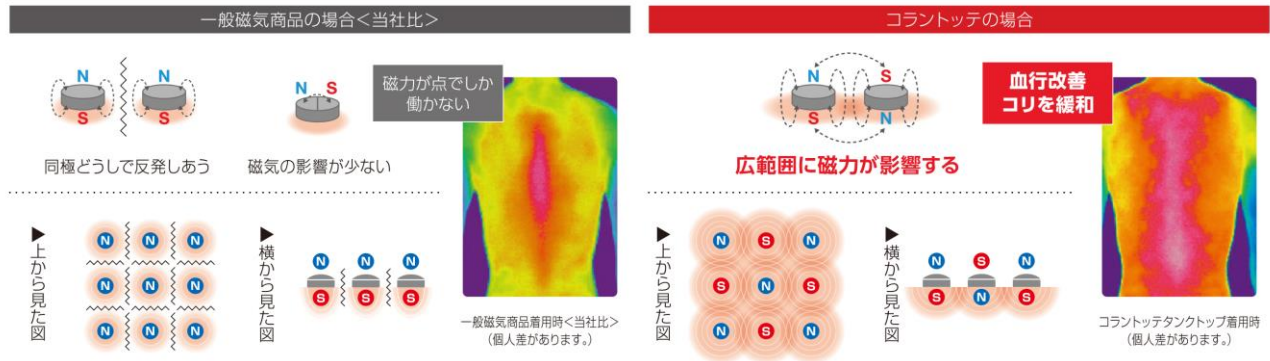 一般磁気商品の場合＜当社比＞
N
N
S
S
同極どうしで反発しあう
N S
磁気の影響が少ない
磁力が点でしか
働かない
▶上から見た図
N N N
N N N
N N N
▶横から見た図
N N N
S S S
一般磁気商品着用時＜当社比＞
（個人差があります。）
コラントッテの場合
N S
S N
広範囲に磁力が影響する
血行改善
コリを緩和
▶上から見た図
N S N
S N S
N S N
▶横から見た図
N S N
S N S
コラントッテタンクトップ着用時
（個人差があります。）